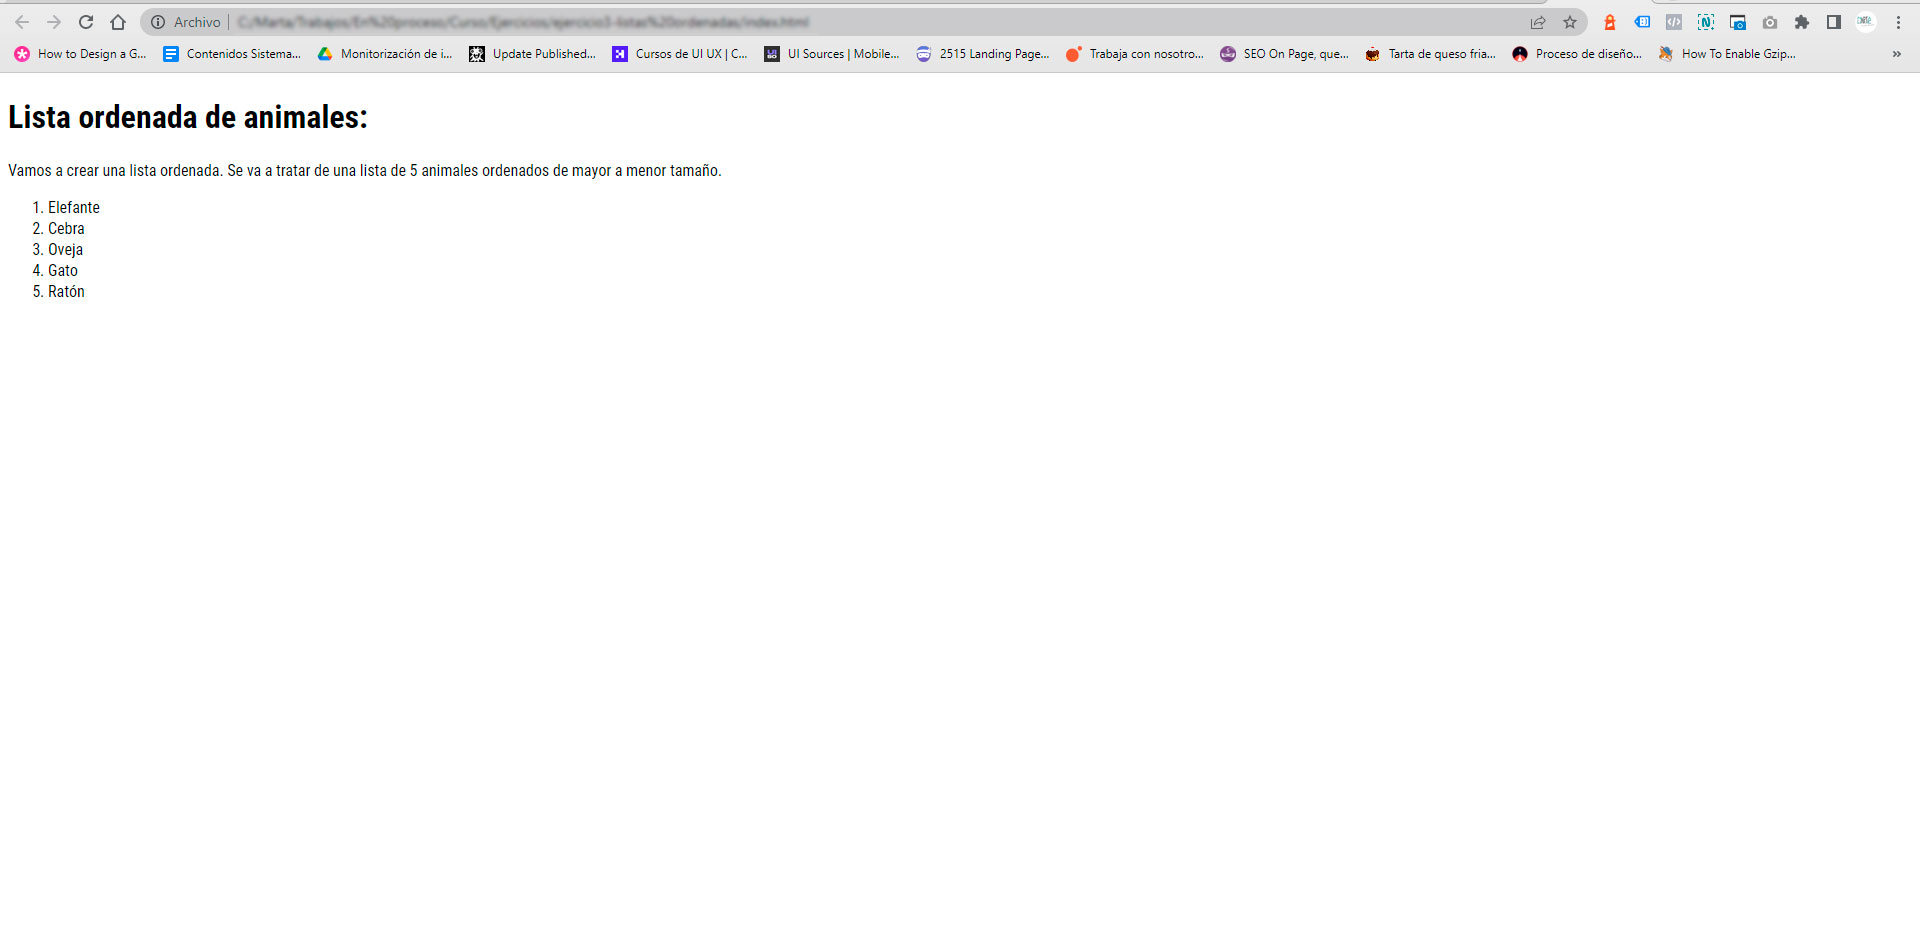 Archivo
How to Design a G... Contenidos Sistema... Monitorización de i... Update Published... Cursos de UI UX | C... UI Sources | Mobile... 2515 Landing Page... Trabaja con nosotro... SEO On Page, que... Tarta de queso fria... Proceso de diseño... How To Enable Gzip... »
Lista ordenada de animales:
Vamos a crear una lista ordenada. Se va a tratar de una lista de 5 animales ordenados de mayor a menor tamaño.
1. Elefante
2. Cebra
3. Oveja
4. Gato
5. Ratón